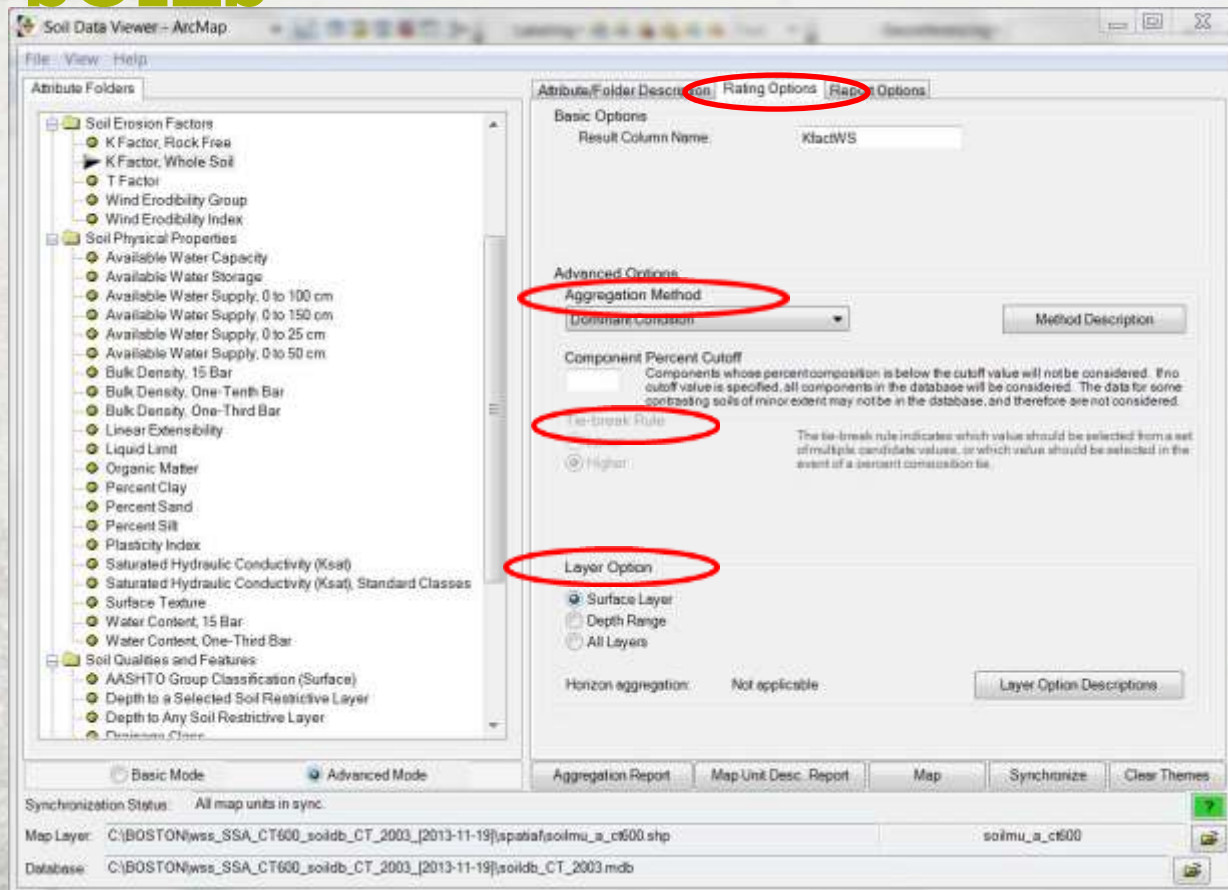 Soil Data Viewer - ArcMap
File View Help
Attribute Folders
Soil Erosion Factors
K Factor, Rock Free
K Factor, Whole Soil
T Factor
Wind Erodibility Group
Wind Erodibility Index
Soil Physical Properties
Available Water Capacity
Available Water Storage
Available Water Supply, 0 to 100 cm
Available Water Supply, 0 to 150 cm
Available Water Supply, 0 to 25 cm
Available Water Supply, 0 to 50 cm
Bulk Density, 15 Bar
Bulk Density, One-Tenth Bar
Bulk Density, One-Third Bar
Linear Extensibility
Liquid Limit
Organic Matter
Percent Clay
Percent Sand
Percent Silt
Plasticity Index
Saturated Hydraulic Conductivity (Ksat)
Saturated Hydraulic Conductivity (Ksat), Standard Classes
Surface Texture
Water Content, 15 Bar
Water Content, One-Third Bar
Soil Qualities and Features
AASHTO Group Classification (Surface)
Depth to a Selected Soil Restrictive Layer
Depth to Any Soil Restrictive Layer
Drainage Class
Basic Mode Advanced Mode
Attribute/Folder Description Rating Options Report Options
Basic Options
Result Column Name: KfactWS
Advanced Options
Aggregation Method
Dominant Condition Method Description
Component Percent Cutoff
Components whose percent composition is below the cutoff value will not be considered. If no
cutoff value is specified, all components in the database will be considered. The data for some
contrasting soils of minor extent may not be in the database, and therefore are not considered.
Tie-break Rule
Higher
The tie-break rule indicates which value should be selected from a set
of multiple candidate values, or which value should be selected in the
event of a percent composition tie.
Layer Option
Surface Layer
Depth Range
All Layers
Horizon aggregation: Not applicable Layer Option Descriptions
Aggregation Report Map Unit Desc. Report Map Synchronize Clear Themes
Synchronization Status: All map units in sync.
?
Map Layer: C:\BOSTON\wss_SSA_CT600_soildb_CT_2003_[2013-11-19]\spatial\soilmu_a_ct600.shp soilmu_a_ct600
Database: C:\BOSTON\wss_SSA_CT600_soildb_CT_2003_[2013-11-19]\soildb_CT_2003.mdb